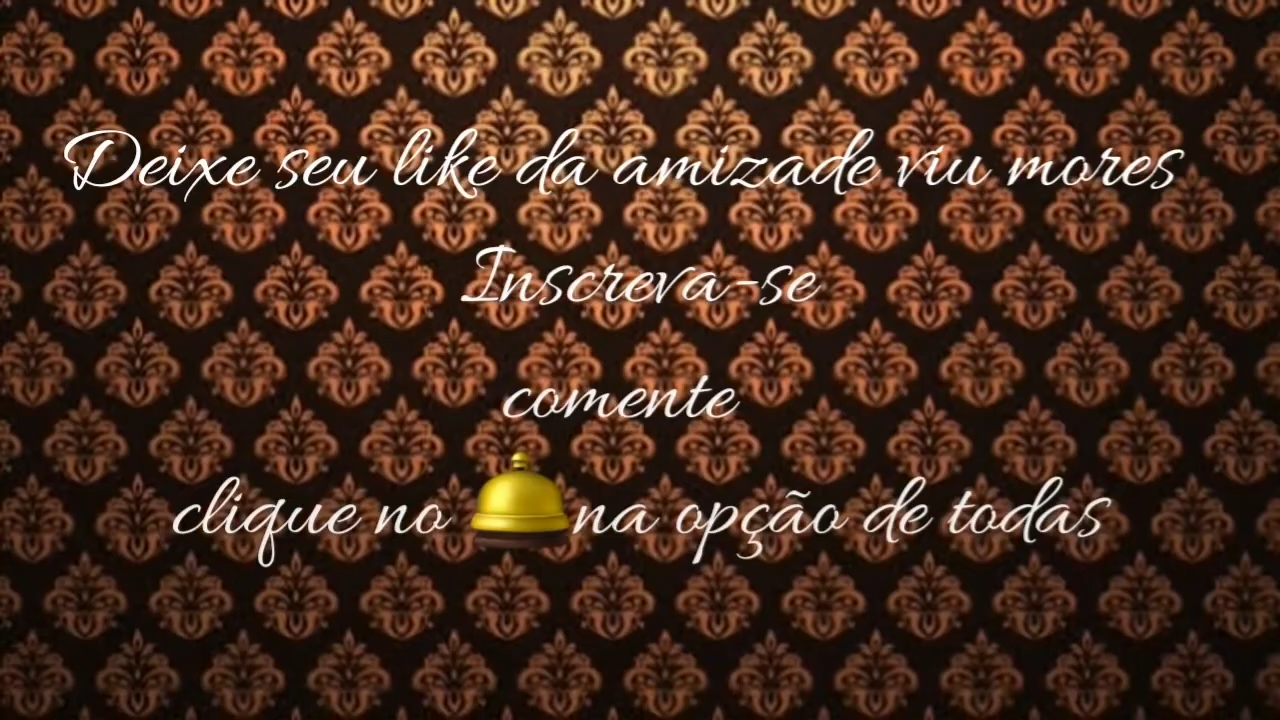 Deixe seu like da amizade viu mores
Inscreva-se
comente
clique no 🛎️na opção de todas